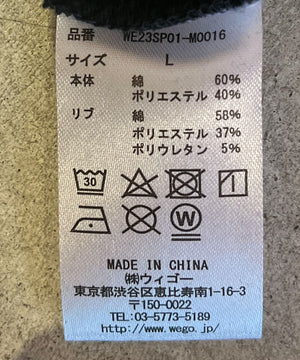 品番 WE23SP01-M0016
サイズ L
本体 綿 60%
ポリエステル 40%
リブ 綿 58%
ポリエステル 37%
ポリウレタン 5%
30
W
MADE IN CHINA
㈱ウィゴー
東京都渋谷区恵比寿南1-16-3
〒150-0022
TEL:03-5773-5189
http://www.wego.jp/